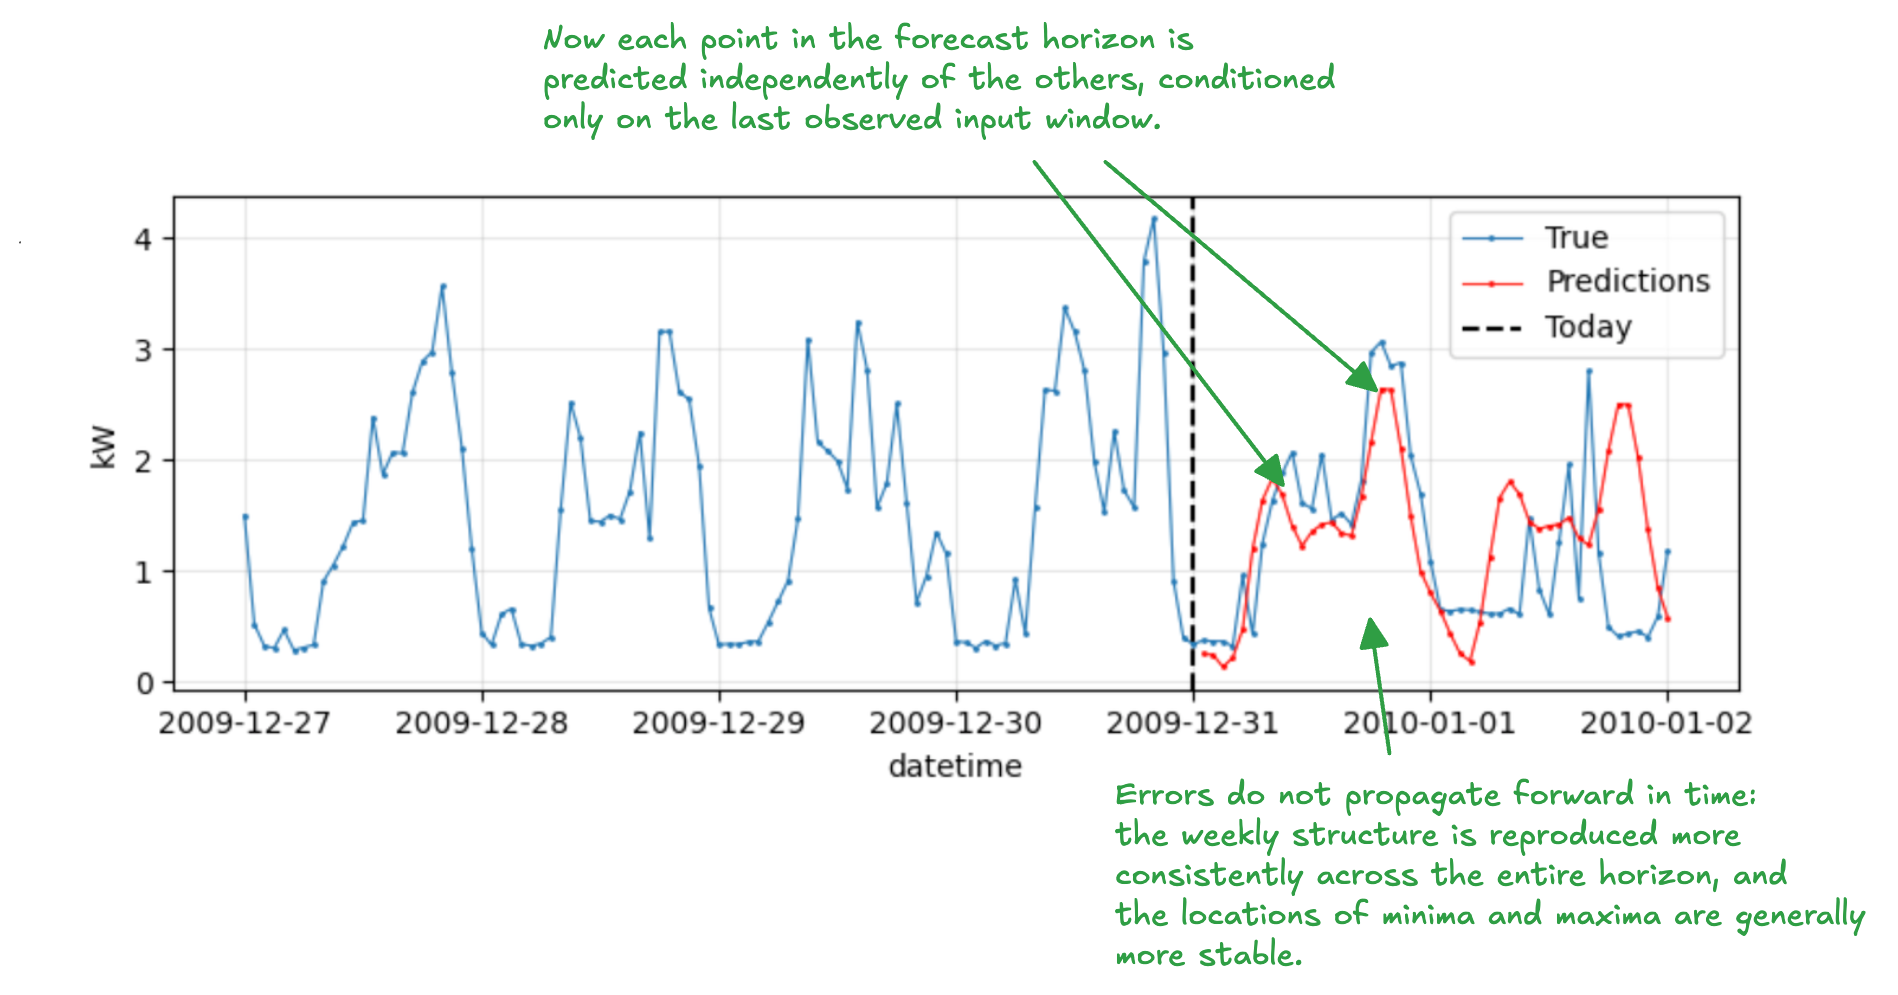 Now each point in the forecast horizon is
predicted independently of the others, conditioned
only on the last observed input window.
4
3
2
1
0
kW
True
Predictions
Today
2009-12-27
2009-12-28
2009-12-29
2009-12-30
2009-12-31
2010-01-01
2010-01-02
datetime
Errors do not propagate forward in time:
the weekly structure is reproduced more
consistently across the entire horizon, and
the locations of minima and maxima are generally
more stable.